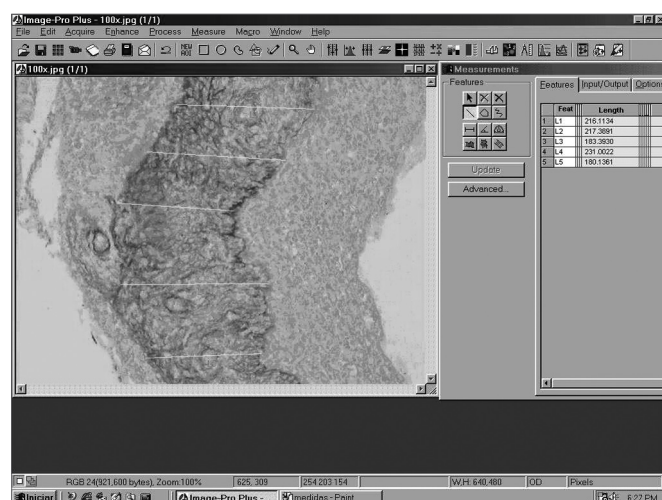 Image-Pro Plus - 100x.jpg (1/1)
File Edit Acquire Enhance Process Measure Macro Window Help
100x.jpg (1/1)
Measurements
Features
Update
Advanced...
Features Input/Output Options
Feat Length
1 L1 216.1134
2 L2 217.3891
3 L3 183.3930
4 L4 231.0022
5 L5 180.1361
RGB 24(921,600 bytes), Zoom:100% 625, 309 254 203 154 W,H: 640,480 OD Pixels
Iniciar Image-Pro Plus - medidas - Paint 6:27 PM